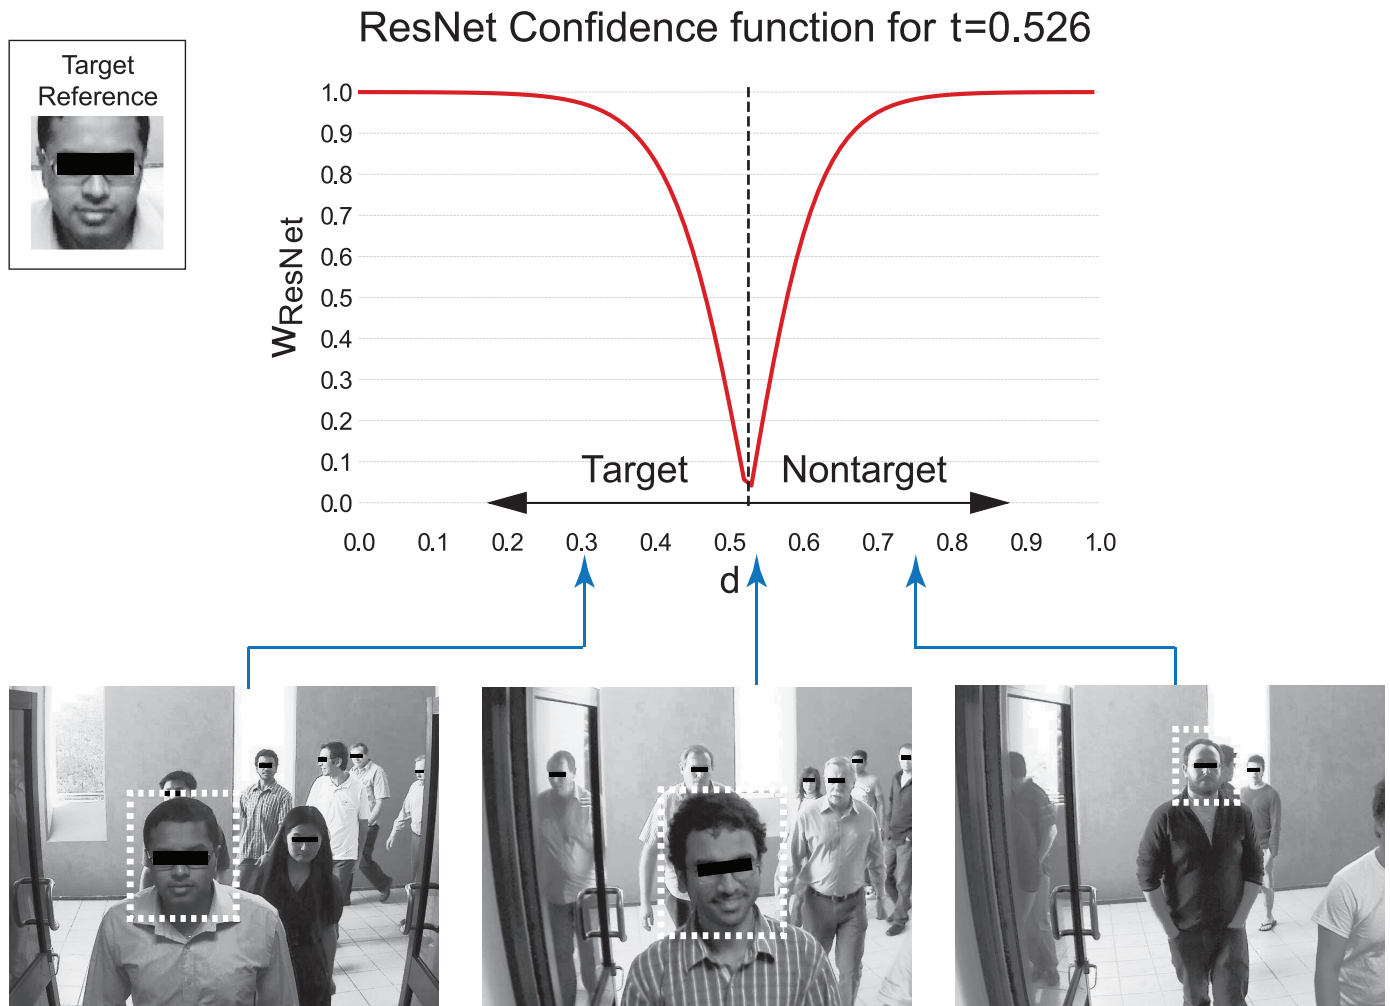 ResNet Confidence function for t=0.526
Target
Reference
1.0
0.9
0.8
0.7
0.6
0.5
0.4
0.3
0.2
0.1
0.0
WResNet
Target
Nontarget
0.0 0.1 0.2 0.3 0.4 0.5 0.6 0.7 0.8 0.9 1.0
d